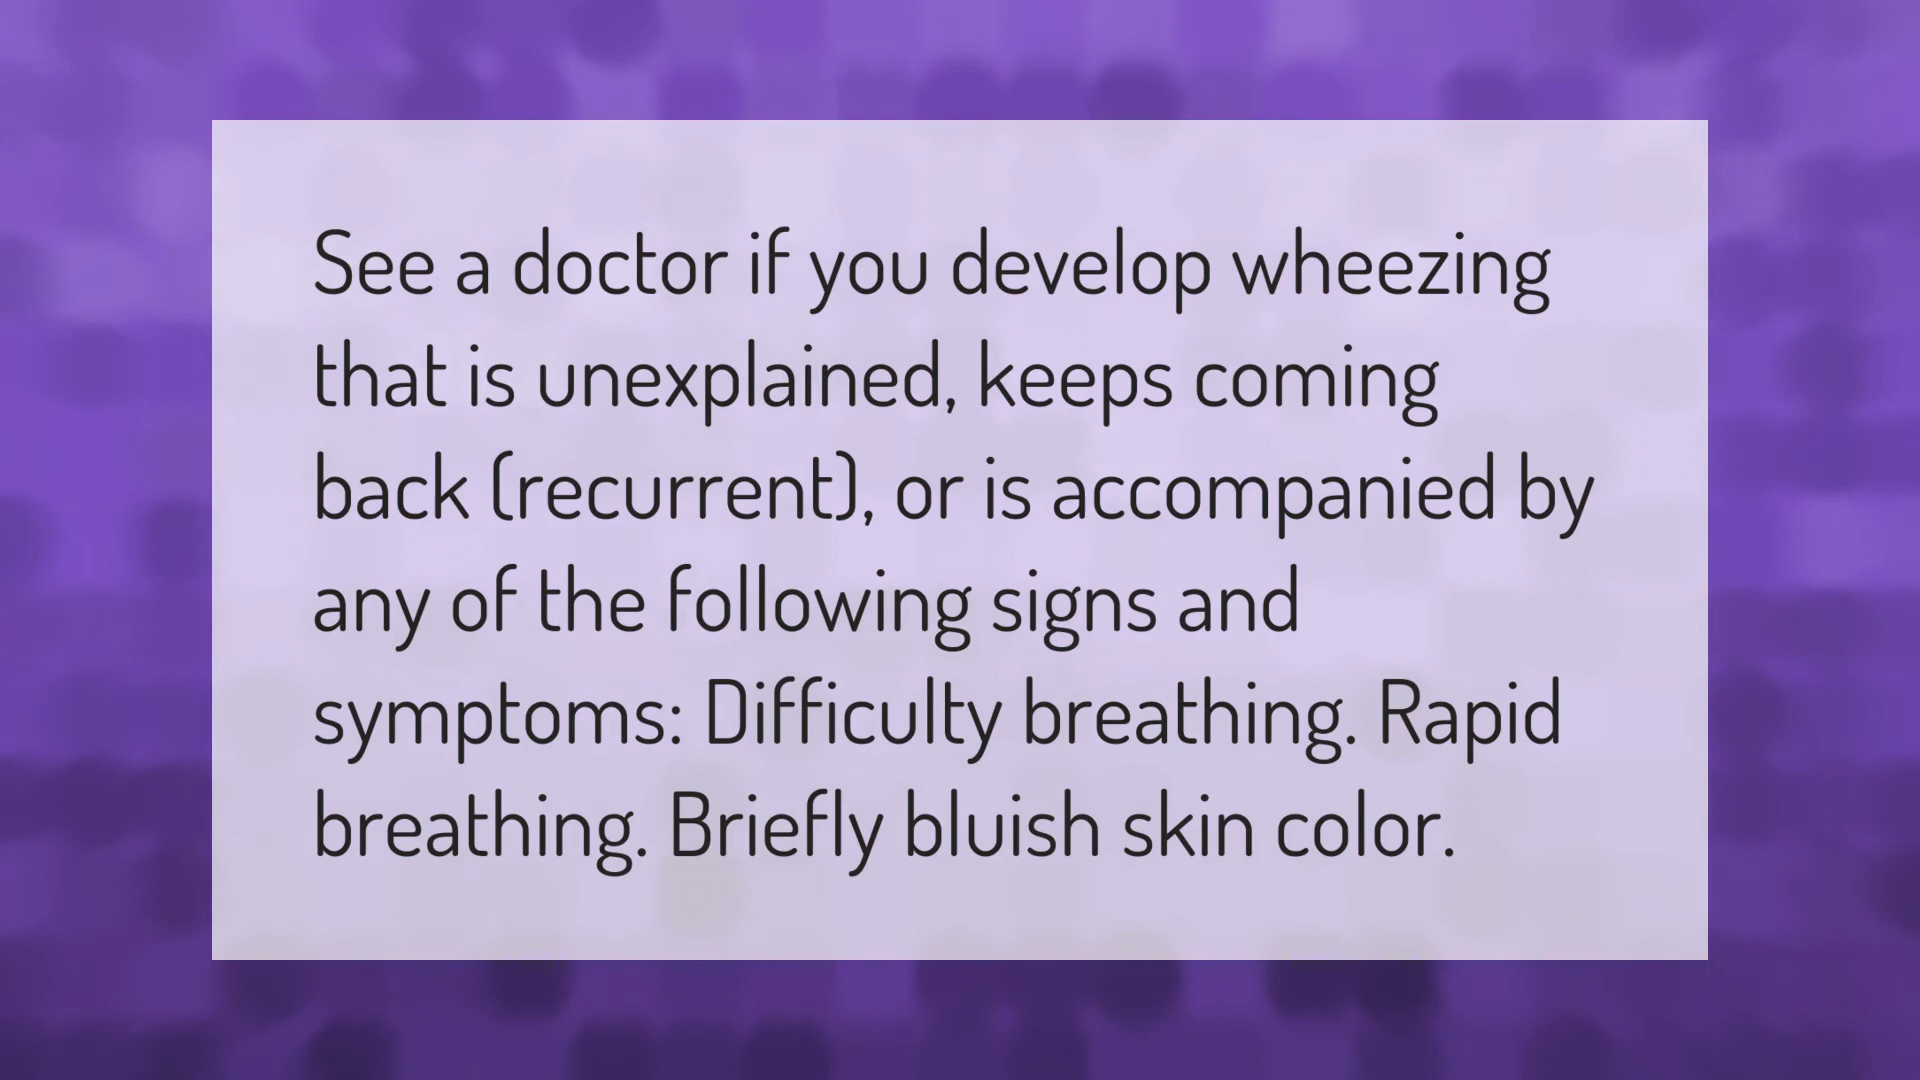 See a doctor if you develop wheezing
that is unexplained, keeps coming
back (recurrent), or is accompanied by
any of the following signs and
symptoms: Difficulty breathing. Rapid
breathing. Briefly bluish skin color.